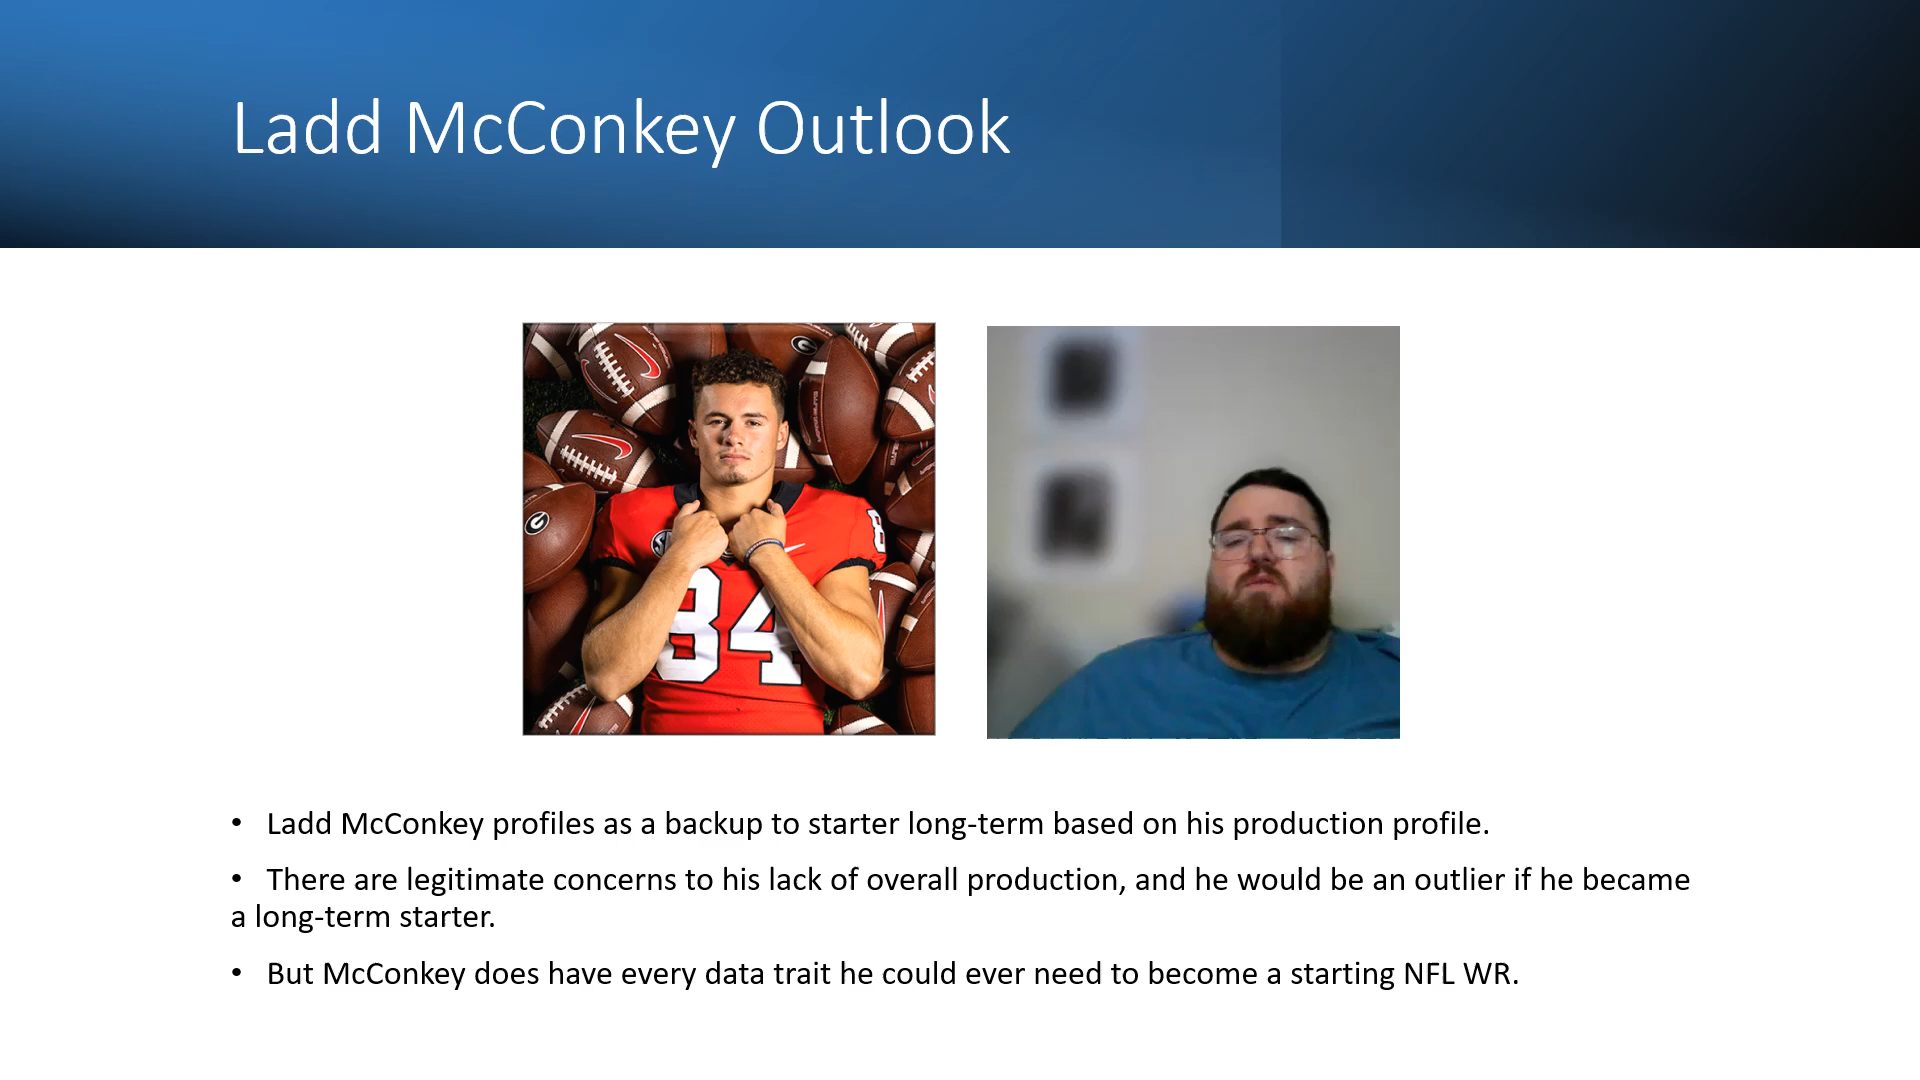 Ladd McConkey Outlook
G
G
8
84
• Ladd McConkey profiles as a backup to starter long-term based on his production profile.
• There are legitimate concerns to his lack of overall production, and he would be an outlier if he became
a long-term starter.
• But McConkey does have every data trait he could ever need to become a starting NFL WR.